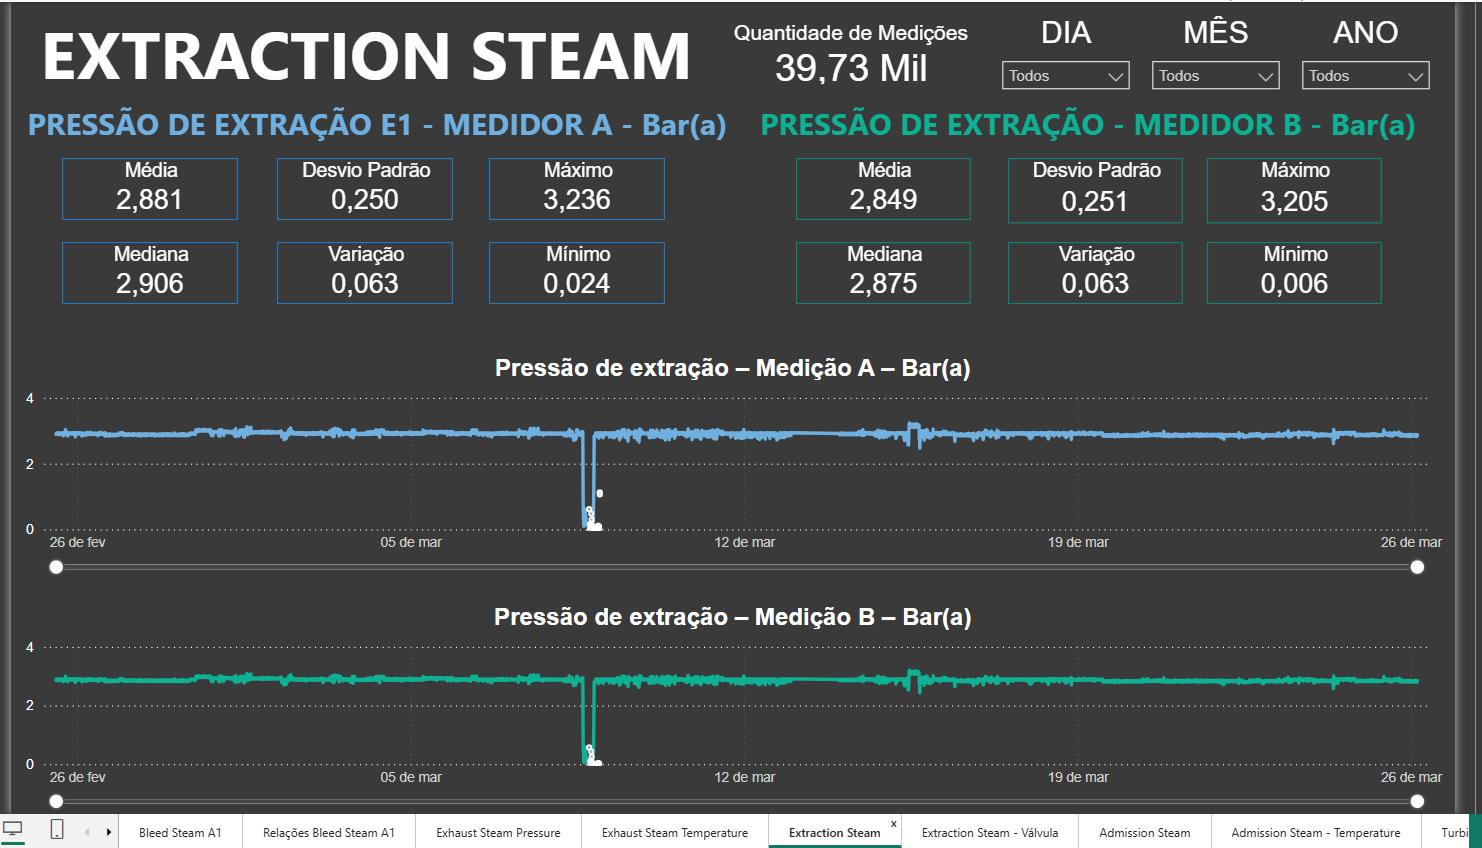 EXTRACTION STEAM
Quantidade de Medições
39,73 Mil
DIA
MÊS
ANO
Todos
Todos
Todos
PRESSÃO DE EXTRAÇÃO E1 - MEDIDOR A - Bar(a)
PRESSÃO DE EXTRAÇÃO - MEDIDOR B - Bar(a)
Média
2,881
Desvio Padrão
0,250
Máximo
3,236
Média
2,849
Desvio Padrão
0,251
Máximo
3,205
Mediana
2,906
Variação
0,063
Mínimo
0,024
Mediana
2,875
Variação
0,063
Mínimo
0,006
Pressão de extração – Medição A – Bar(a)
4
2
0
26 de fev
05 de mar
12 de mar
19 de mar
26 de mar
Pressão de extração – Medição B – Bar(a)
4
2
0
26 de fev
05 de mar
12 de mar
19 de mar
26 de mar
Bleed Steam A1
Relações Bleed Steam A1
Exhaust Steam Pressure
Exhaust Steam Temperature
Extraction Steam
x
Extraction Steam - Válvula
Admission Steam
Admission Steam - Temperature
Turbi